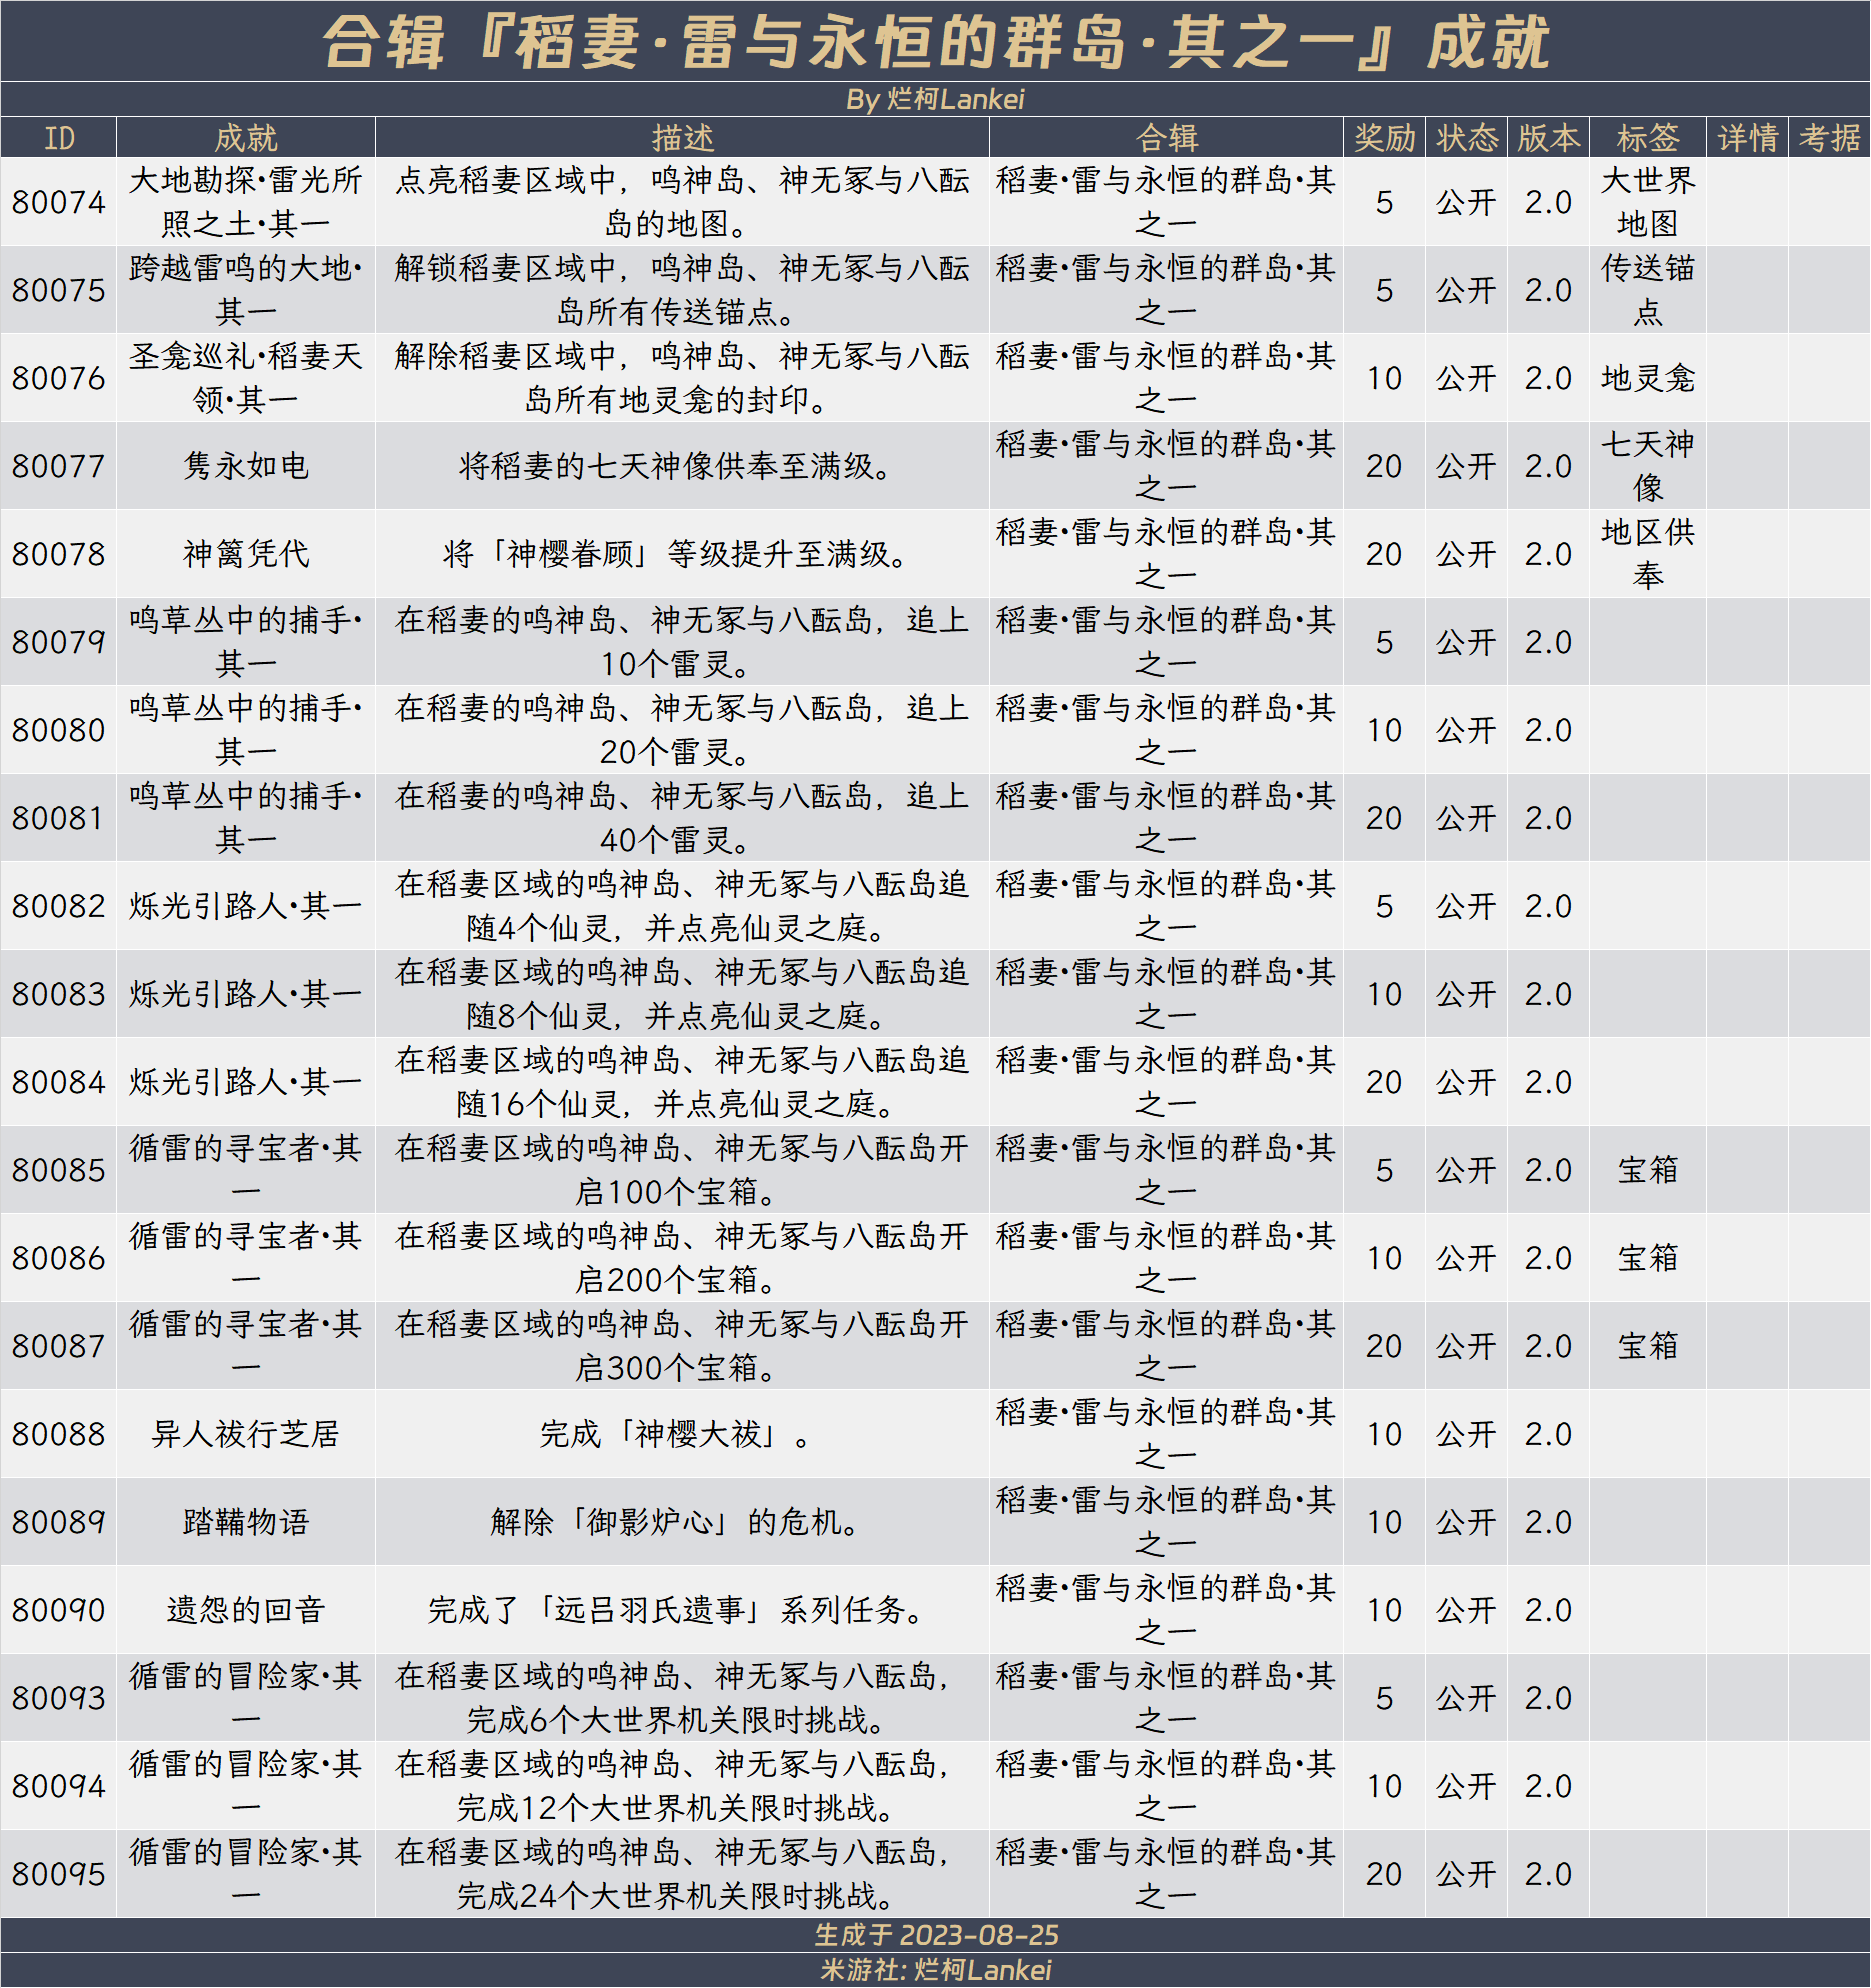 合辑『稻妻·雷与永恒的群岛·其之一』成就
By 烂柯Lankei
ID 成就 描述 合辑 奖励 状态 版本 标签 详情 考据
80074 大地勘探·雷光所照之土·其一 点亮稻妻区域中，鸣神岛、神无冢与八酝岛的地图。 稻妻·雷与永恒的群岛·其之一 5 公开 2.0 大世界地图
80075 跨越雷鸣的大地·其一 解锁稻妻区域中，鸣神岛、神无冢与八酝岛所有传送锚点。 稻妻·雷与永恒的群岛·其之一 5 公开 2.0 传送锚点
80076 圣龛巡礼·稻妻天领·其一 解除稻妻区域中，鸣神岛、神无冢与八酝岛所有地灵龛的封印。 稻妻·雷与永恒的群岛·其之一 10 公开 2.0 地灵龛
80077 隽永如电 将稻妻的七天神像供奉至满级。 稻妻·雷与永恒的群岛·其之一 20 公开 2.0 七天神像
80078 神篱凭代 将「神樱眷顾」等级提升至满级。 稻妻·雷与永恒的群岛·其之一 20 公开 2.0 地区供奉
80079 鸣草丛中的捕手·其一 在稻妻的鸣神岛、神无冢与八酝岛，追上10个雷灵。 稻妻·雷与永恒的群岛·其之一 5 公开 2.0
80080 鸣草丛中的捕手·其一 在稻妻的鸣神岛、神无冢与八酝岛，追上20个雷灵。 稻妻·雷与永恒的群岛·其之一 10 公开 2.0
80081 鸣草丛中的捕手·其一 在稻妻的鸣神岛、神无冢与八酝岛，追上40个雷灵。 稻妻·雷与永恒的群岛·其之一 20 公开 2.0
80082 烁光引路人·其一 在稻妻区域的鸣神岛、神无冢与八酝岛追随4个仙灵，并点亮仙灵之庭。 稻妻·雷与永恒的群岛·其之一 5 公开 2.0
80083 烁光引路人·其一 在稻妻区域的鸣神岛、神无冢与八酝岛追随8个仙灵，并点亮仙灵之庭。 稻妻·雷与永恒的群岛·其之一 10 公开 2.0
80084 烁光引路人·其一 在稻妻区域的鸣神岛、神无冢与八酝岛追随16个仙灵，并点亮仙灵之庭。 稻妻·雷与永恒的群岛·其之一 20 公开 2.0
80085 循雷的寻宝者·其一 在稻妻区域的鸣神岛、神无冢与八酝岛开启100个宝箱。 稻妻·雷与永恒的群岛·其之一 5 公开 2.0 宝箱
80086 循雷的寻宝者·其一 在稻妻区域的鸣神岛、神无冢与八酝岛开启200个宝箱。 稻妻·雷与永恒的群岛·其之一 10 公开 2.0 宝箱
80087 循雷的寻宝者·其一 在稻妻区域的鸣神岛、神无冢与八酝岛开启300个宝箱。 稻妻·雷与永恒的群岛·其之一 20 公开 2.0 宝箱
80088 异人祓行芝居 完成「神樱大祓」。 稻妻·雷与永恒的群岛·其之一 10 公开 2.0
80089 踏鞴物语 解除「御影炉心」的危机。 稻妻·雷与永恒的群岛·其之一 10 公开 2.0
80090 遗怨的回音 完成了「远吕羽氏遗事」系列任务。 稻妻·雷与永恒的群岛·其之一 10 公开 2.0
80093 循雷的冒险家·其一 在稻妻区域的鸣神岛、神无冢与八酝岛，完成6个大世界机关限时挑战。 稻妻·雷与永恒的群岛·其之一 5 公开 2.0
80094 循雷的冒险家·其一 在稻妻区域的鸣神岛、神无冢与八酝岛，完成12个大世界机关限时挑战。 稻妻·雷与永恒的群岛·其之一 10 公开 2.0
80095 循雷的冒险家·其一 在稻妻区域的鸣神岛、神无冢与八酝岛，完成24个大世界机关限时挑战。 稻妻·雷与永恒的群岛·其之一 20 公开 2.0
生成于 2023-08-25
米游社: 烂柯Lankei